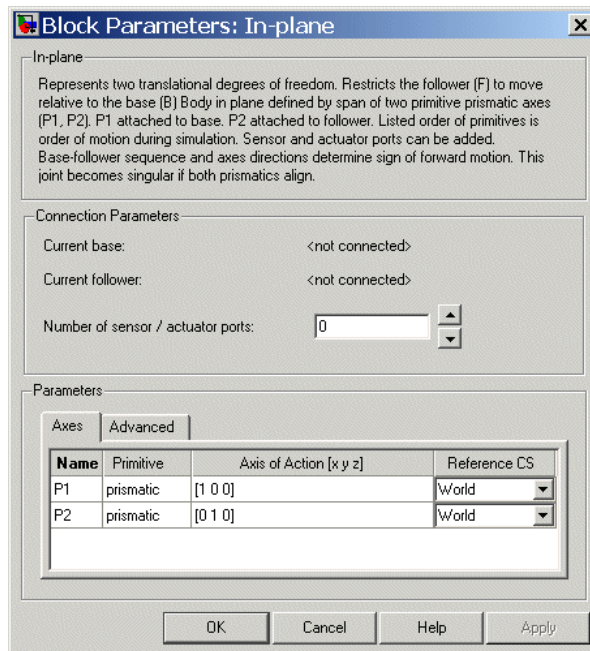 Block Parameters: In-plane
In-plane
Represents two translational degrees of freedom. Restricts the follower (F) to move
relative to the base (B) Body in plane defined by span of two primitive prismatic axes
(P1, P2). P1 attached to base. P2 attached to follower. Listed order of primitives is
order of motion during simulation. Sensor and actuator ports can be added.
Base-follower sequence and axes directions determine sign of forward motion. This
joint becomes singular if both prismatics align.
Connection Parameters
Current base: <not connected>
Current follower: <not connected>
Number of sensor / actuator ports: 0
Parameters
Axes Advanced
Name Primitive Axis of Action [x y z] Reference CS
P1 prismatic [1 0 0] World
P2 prismatic [0 1 0] World
OK Cancel Help Apply